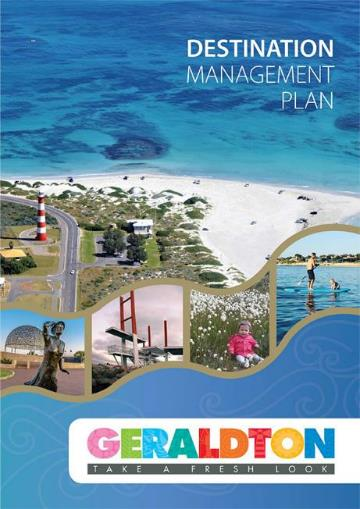 DESTINATION
MANAGEMENT
PLAN
GERALDTON
TAKE A FRESH LOOK